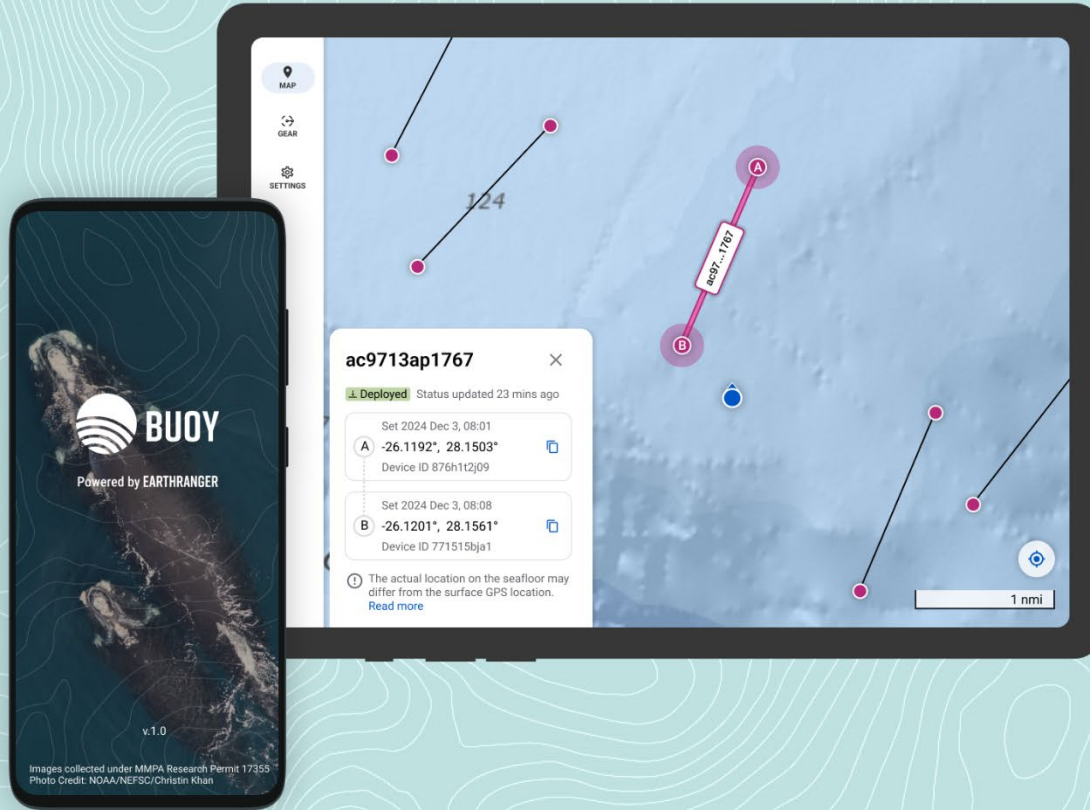 MAP
GEAR
SETTINGS
124
A
ac97...1767
B
ac9713ap1767
Deployed Status updated 23 mins ago
Set 2024 Dec 3, 08:01
A -26.1192°, 28.1503°
Device ID 876h1t2j09
Set 2024 Dec 3, 08:08
B -26.1201°, 28.1561°
Device ID 771515bja1
The actual location on the seafloor may
differ from the surface GPS location.
Read more
1 nmi
BUOY
Powered by EARTHRANGER
v.1.0
Images collected under MMPA Research Permit 17355
Photo Credit: NOAA/NEFSC/Christin Khan